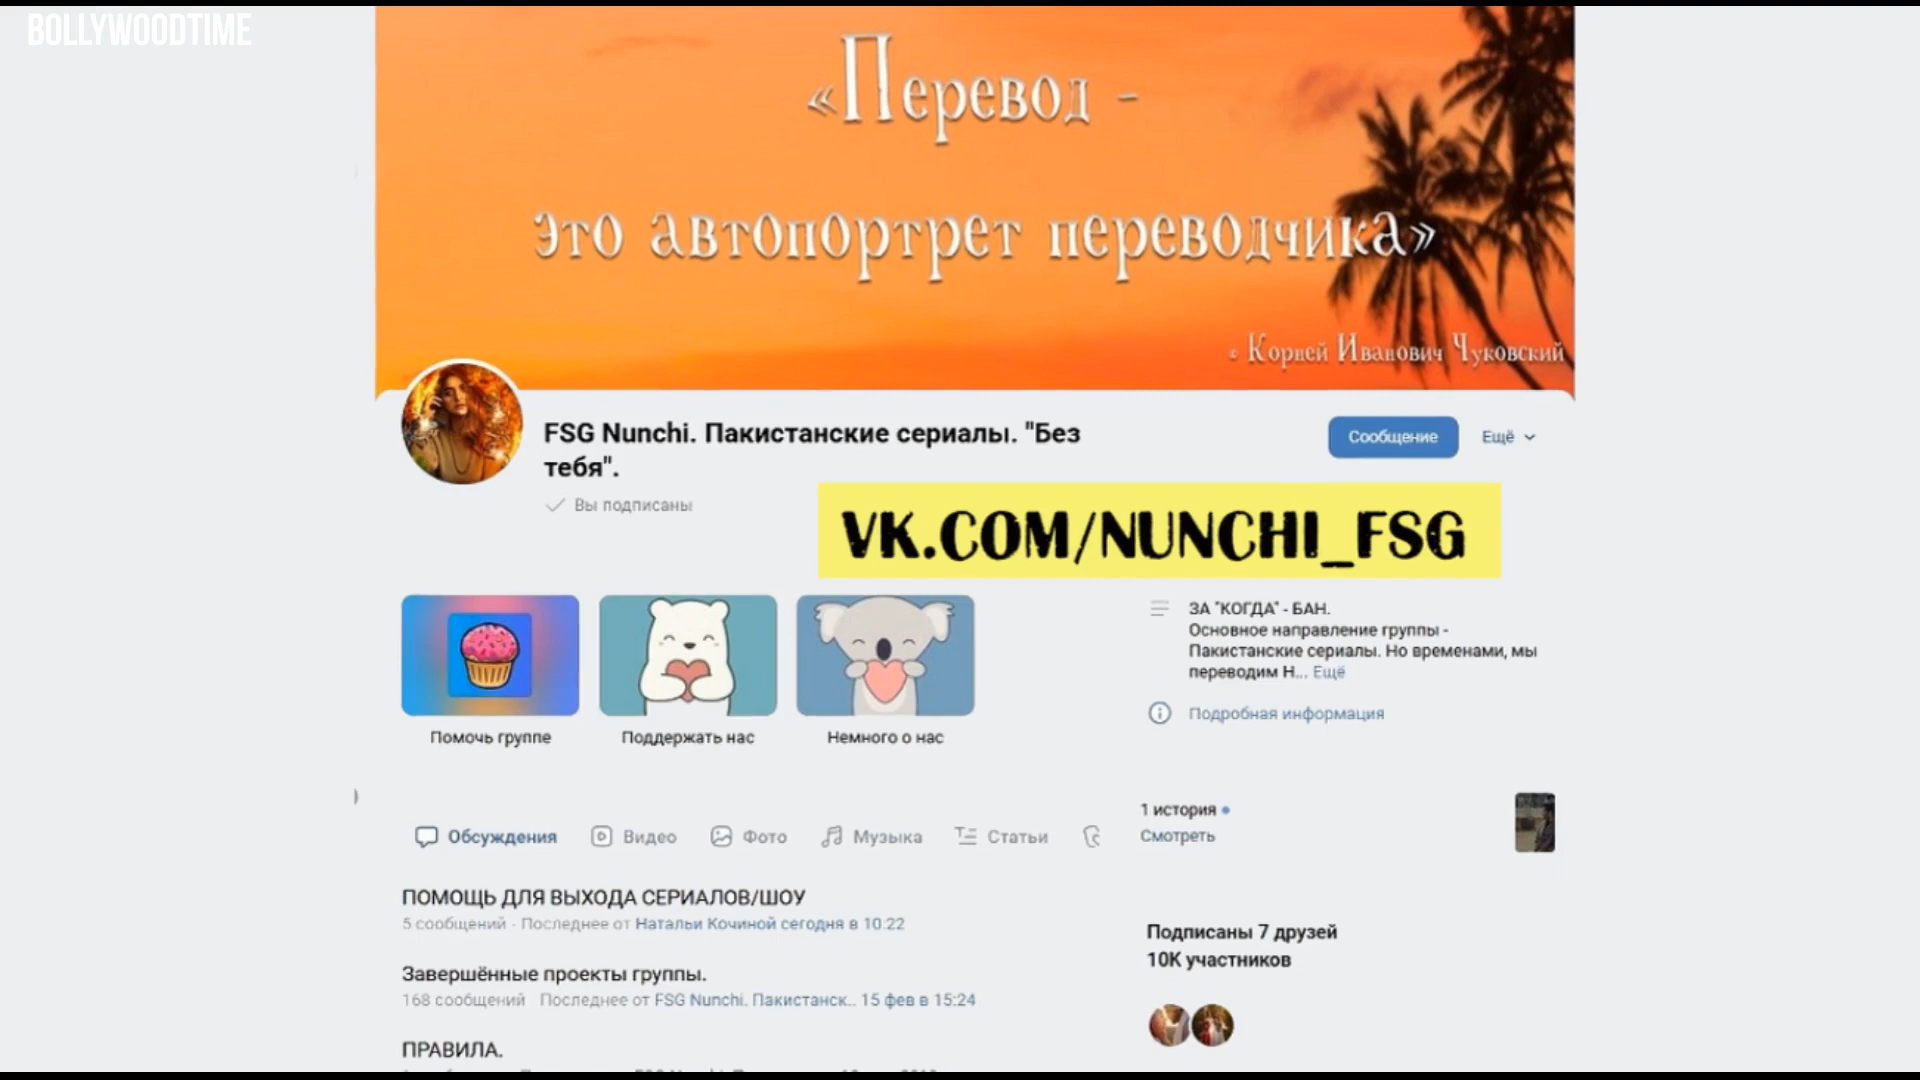 BOLLYWOODTIME
«Перевод -
это автопортрет переводчика»
© Корней Иванович Чуковский
FSG Nunchi. Пакистанские сериалы. "Без
тебя".
Вы подписаны
Сообщение
Ещё
VK.COM/NUNCHI_FSG
Помочь группе
Поддержать нас
Немного о нас
ЗА "КОГДА" - БАН.
Основное направление группы -
Пакистанские сериалы. Но временами, мы
переводим Н... Ещё
Подробная информация
Обсуждения
Видео
Фото
Музыка
Статьи
1 история
Смотреть
ПОМОЩЬ ДЛЯ ВЫХОДА СЕРИАЛОВ/ШОУ
5 сообщений · Последнее от Натальи Кочиной сегодня в 10:22
Завершённые проекты группы.
168 сообщений Последнее от FSG Nunchi. Пакистанск.. 15 фев в 15:24
ПРАВИЛА.
Подписаны 7 друзей
10K участников